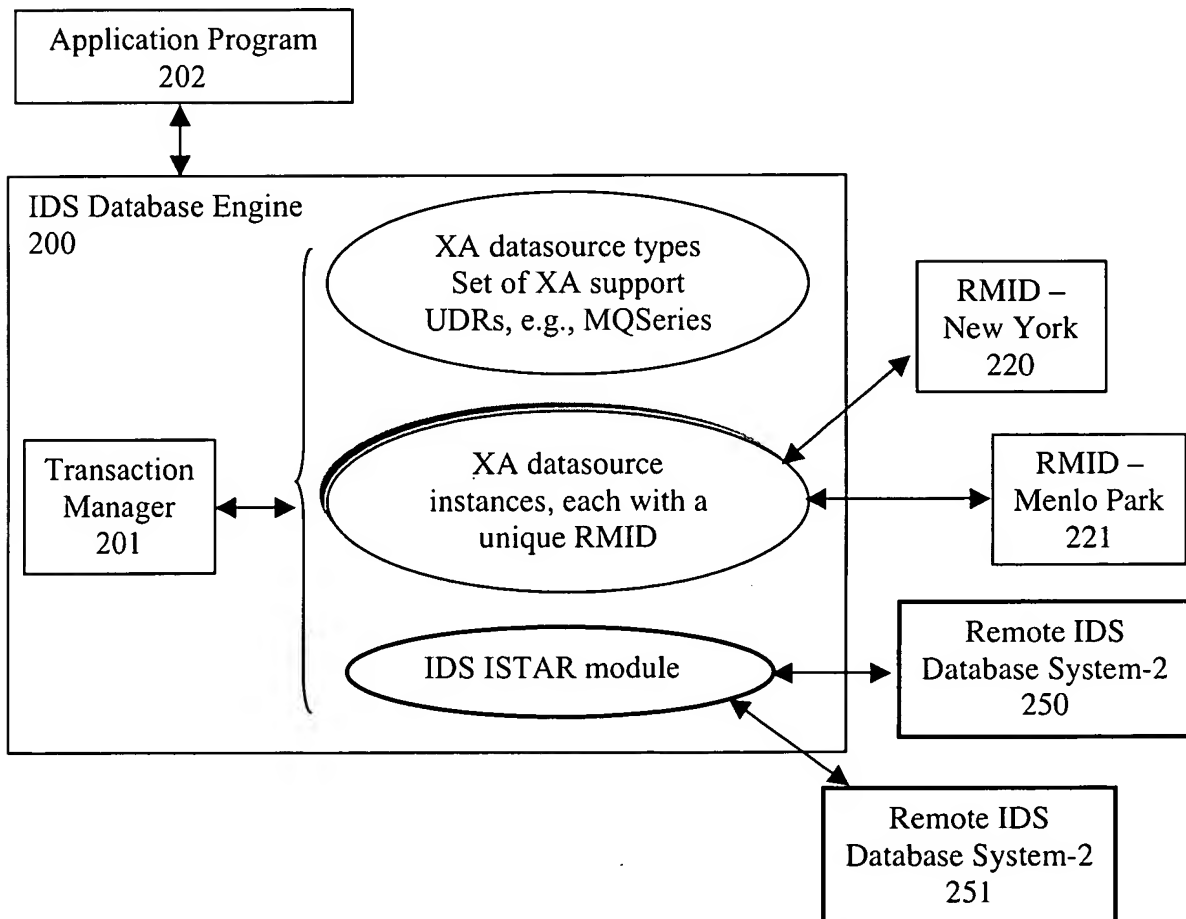 Application Program
202
IDS Database Engine
200
XA datasource types
Set of XA support
UDRs, e.g., MQSeries
RMID –
New York
220
Transaction
Manager
201
XA datasource
instances, each with a
unique RMID
RMID –
Menlo Park
221
IDS ISTAR module
Remote IDS
Database System-2
250
Remote IDS
Database System-2
251